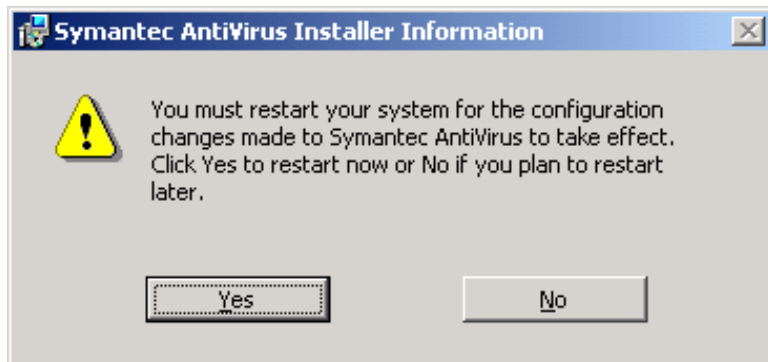 Symantec AntiVirus Installer Information
You must restart your system for the configuration
changes made to Symantec AntiVirus to take effect.
Click Yes to restart now or No if you plan to restart
later.
Yes
No